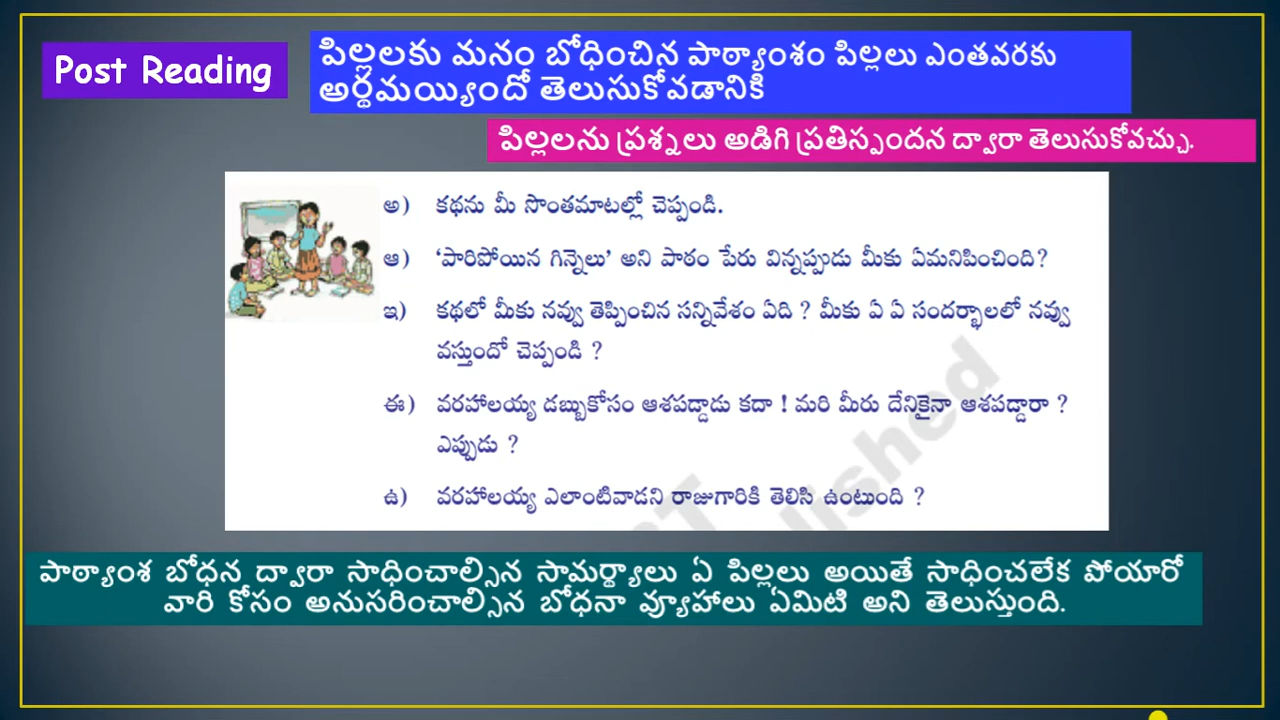 Post Reading
పిల్లలకు మనం బోధించిన పాఠ్యాంశం పిల్లలు ఎంతవరకు
అర్థమయ్యిందో తెలుసుకోవడానికి
పిల్లలను ప్రశ్నలు అడిగి ప్రతిస్పందన ద్వారా తెలుసుకోవచ్చు.
అ) కథను మీ సొంతమాటల్లో చెప్పండి.
ఆ) ‘పారిపోయిన గిన్నెలు’ అని పాఠం పేరు విన్నప్పుడు మీకు ఏమనిపించింది?
ఇ) కథలో మీకు నవ్వు తెప్పించిన సన్నివేశం ఏది ? మీకు ఏ ఏ సందర్భాలలో నవ్వు
వస్తుందో చెప్పండి ?
ఈ) వరహాలయ్య డబ్బుకోసం ఆశపడ్డాడు కదా ! మరి మీరు దేనికైనా ఆశపడ్డారా ?
ఎప్పుడు ?
ఉ) వరహాలయ్య ఎలాంటివాడని రాజుగారికి తెలిసి ఉంటుంది ?
పాఠ్యాంశ బోధన ద్వారా సాధించాల్సిన సామర్థ్యాలు ఏ పిల్లలు అయితే సాధించలేక పోయారో
వారి కోసం అనుసరించాల్సిన బోధనా వ్యూహాలు ఏమిటి అని తెలుస్తుంది.